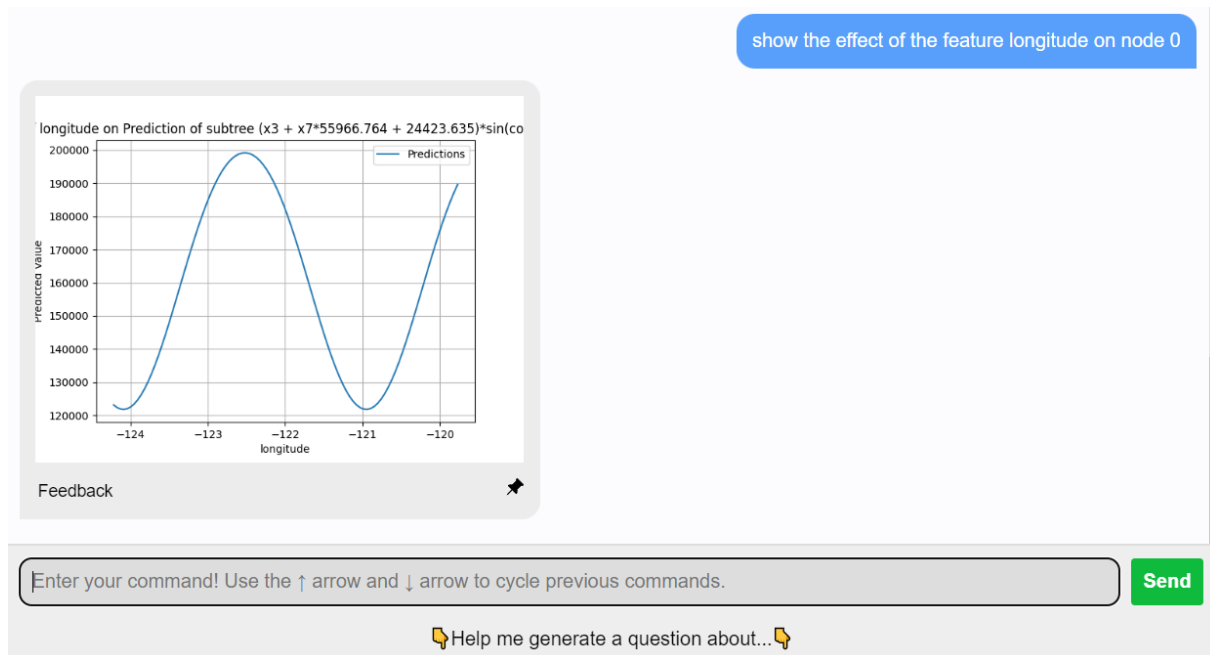 show the effect of the feature longitude on node 0
longitude on Prediction of subtree (x3 + x7*55966.764 + 24423.635)*sin(co
Predictions
200000
190000
180000
170000
160000
150000
140000
130000
120000
Predicted Value
−124
−123
−122
−121
−120
longitude
Feedback
Enter your command! Use the ↑ arrow and ↓ arrow to cycle previous commands.
Send
👇Help me generate a question about...👇